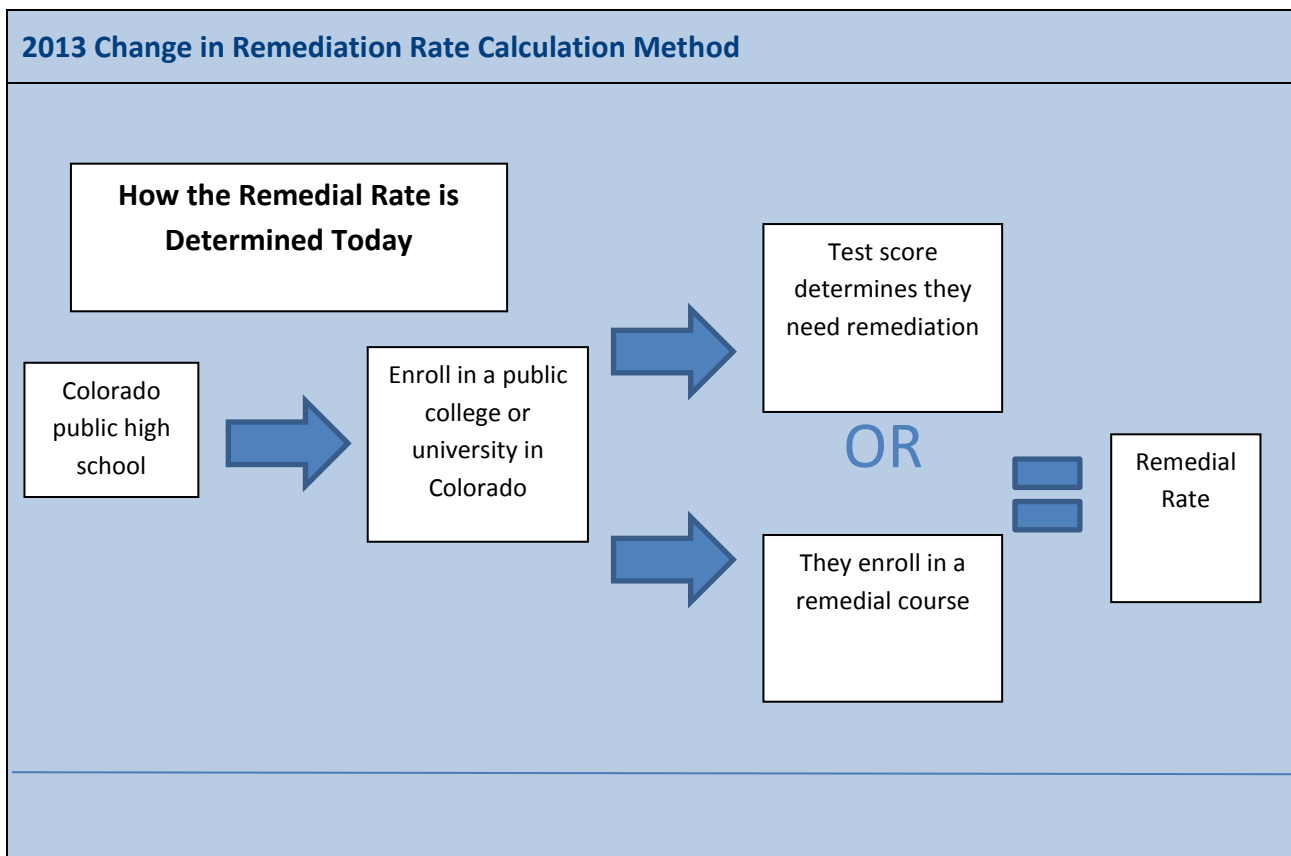 2013 Change in Remediation Rate Calculation Method
How the Remedial Rate is
Determined Today
Colorado
public high
school
Enroll in a public
college or
university in
Colorado
Test score
determines they
need remediation
OR
They enroll in a
remedial course
Remedial
Rate